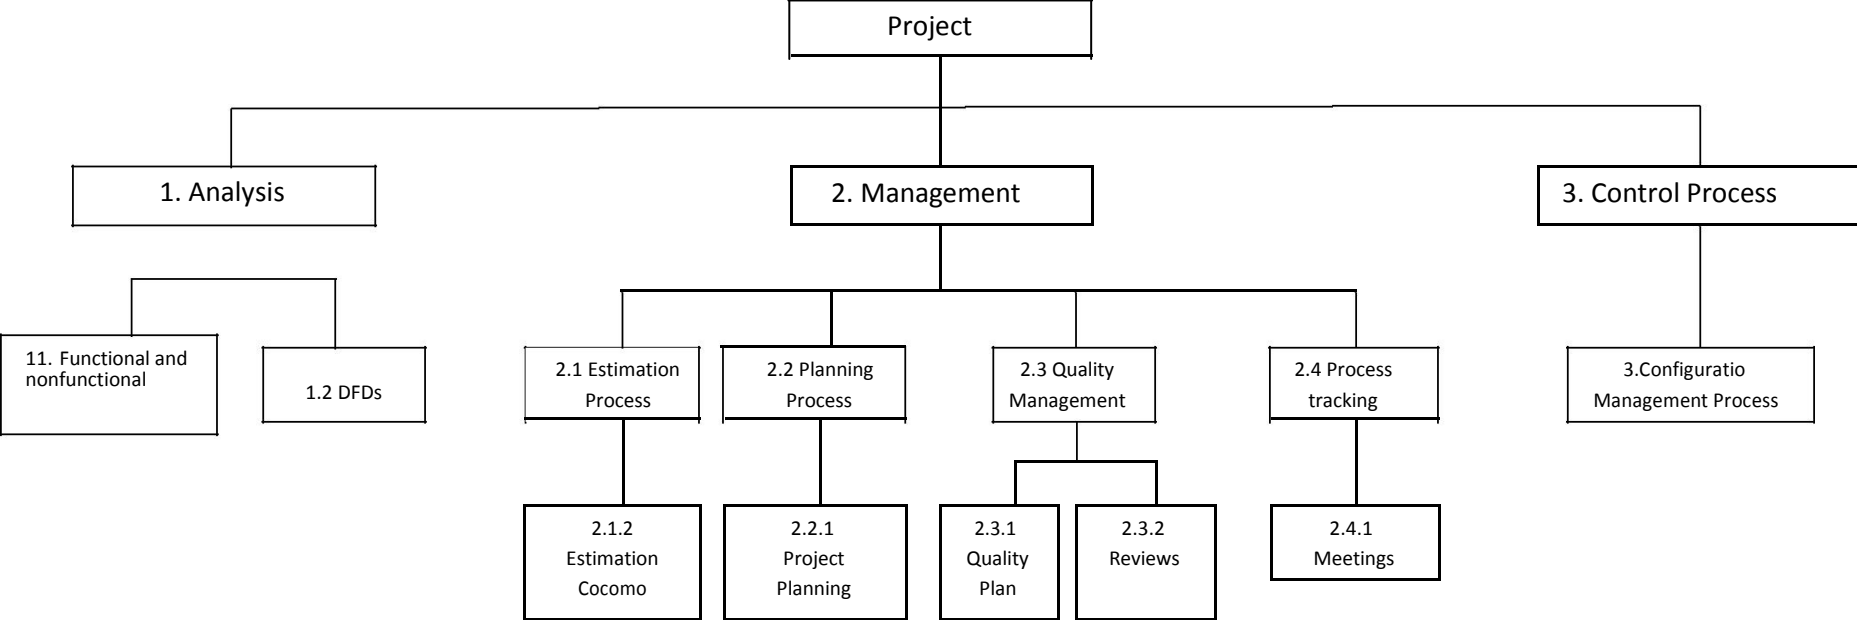 Project
1. Analysis
2. Management
3. Control Process
11. Functional and
nonfunctional
1.2 DFDs
2.1 Estimation
Process
2.2 Planning
Process
2.3 Quality
Management
2.4 Process
tracking
3.Configuratio
Management Process
2.1.2
Estimation
Cocomo
2.2.1
Project
Planning
2.3.1
Quality
Plan
2.3.2
Reviews
2.4.1
Meetings